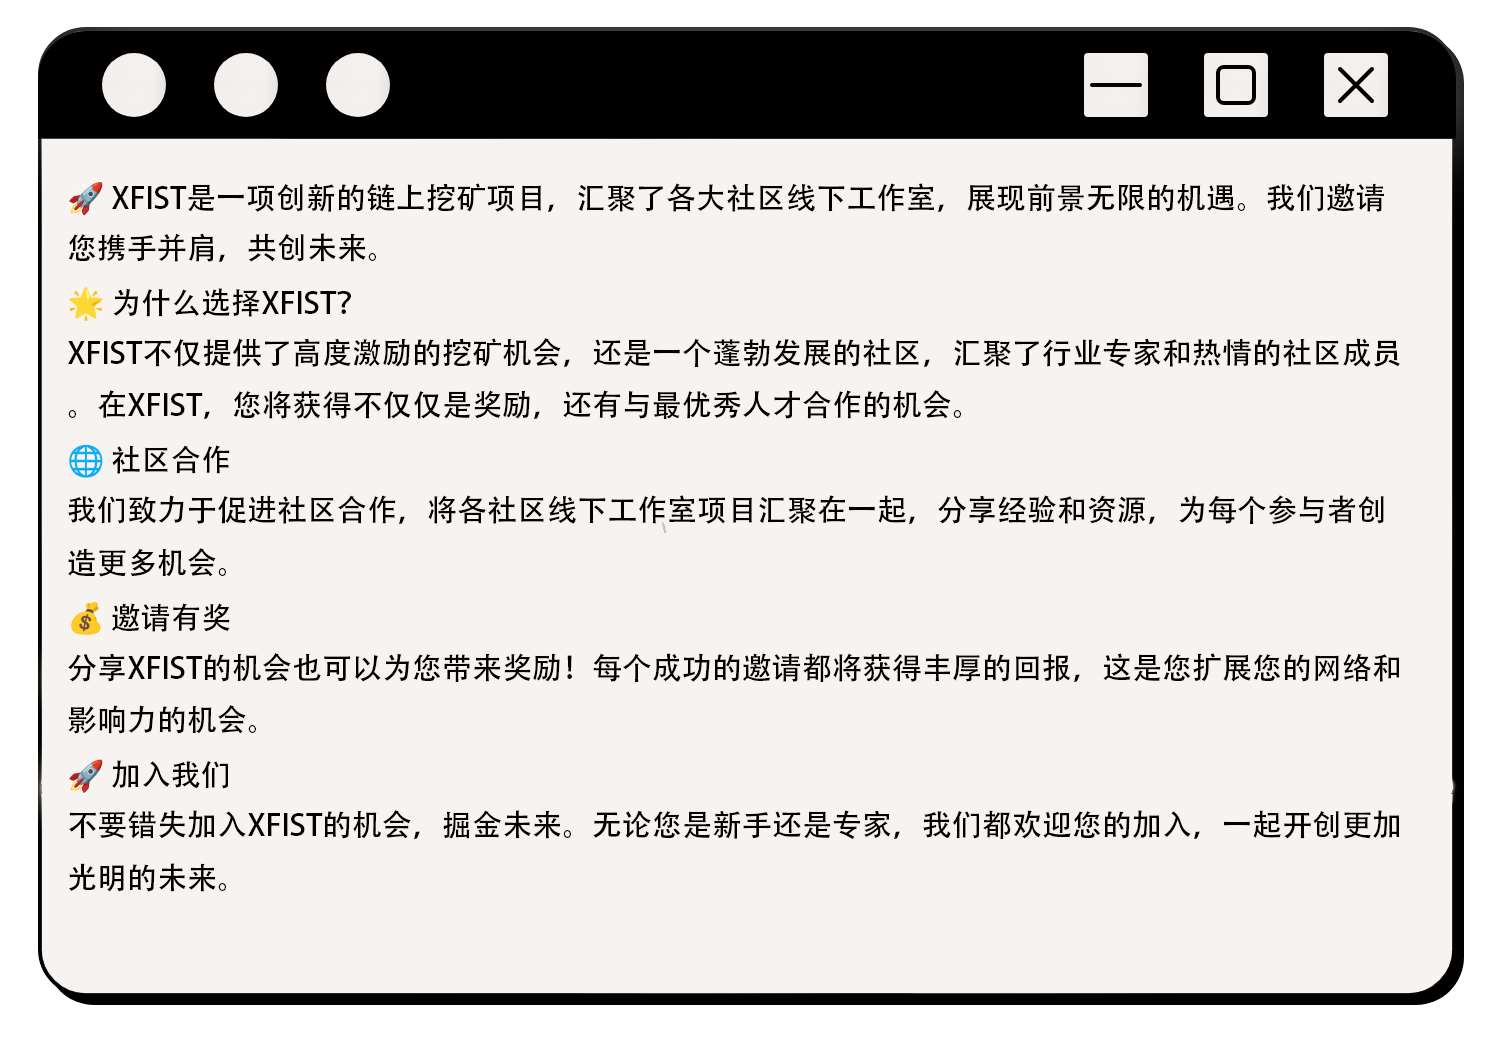 🚀 XFIST是一项创新的链上挖矿项目，汇聚了各大社区线下工作室，展现前景无限的机遇。我们邀请
您携手并肩，共创未来。
🌟 为什么选择XFIST？
XFIST不仅提供了高度激励的挖矿机会，还是一个蓬勃发展的社区，汇聚了行业专家和热情的社区成员
。在XFIST，您将获得不仅仅是奖励，还有与最优秀人才合作的机会。
🌐 社区合作
我们致力于促进社区合作，将各社区线下工作室项目汇聚在一起，分享经验和资源，为每个参与者创
造更多机会。
💰 邀请有奖
分享XFIST的机会也可以为您带来奖励！每个成功的邀请都将获得丰厚的回报，这是您扩展您的网络和
影响力的机会。
🚀 加入我们
不要错失加入XFIST的机会，掘金未来。无论您是新手还是专家，我们都欢迎您的加入，一起开创更加
光明的未来。